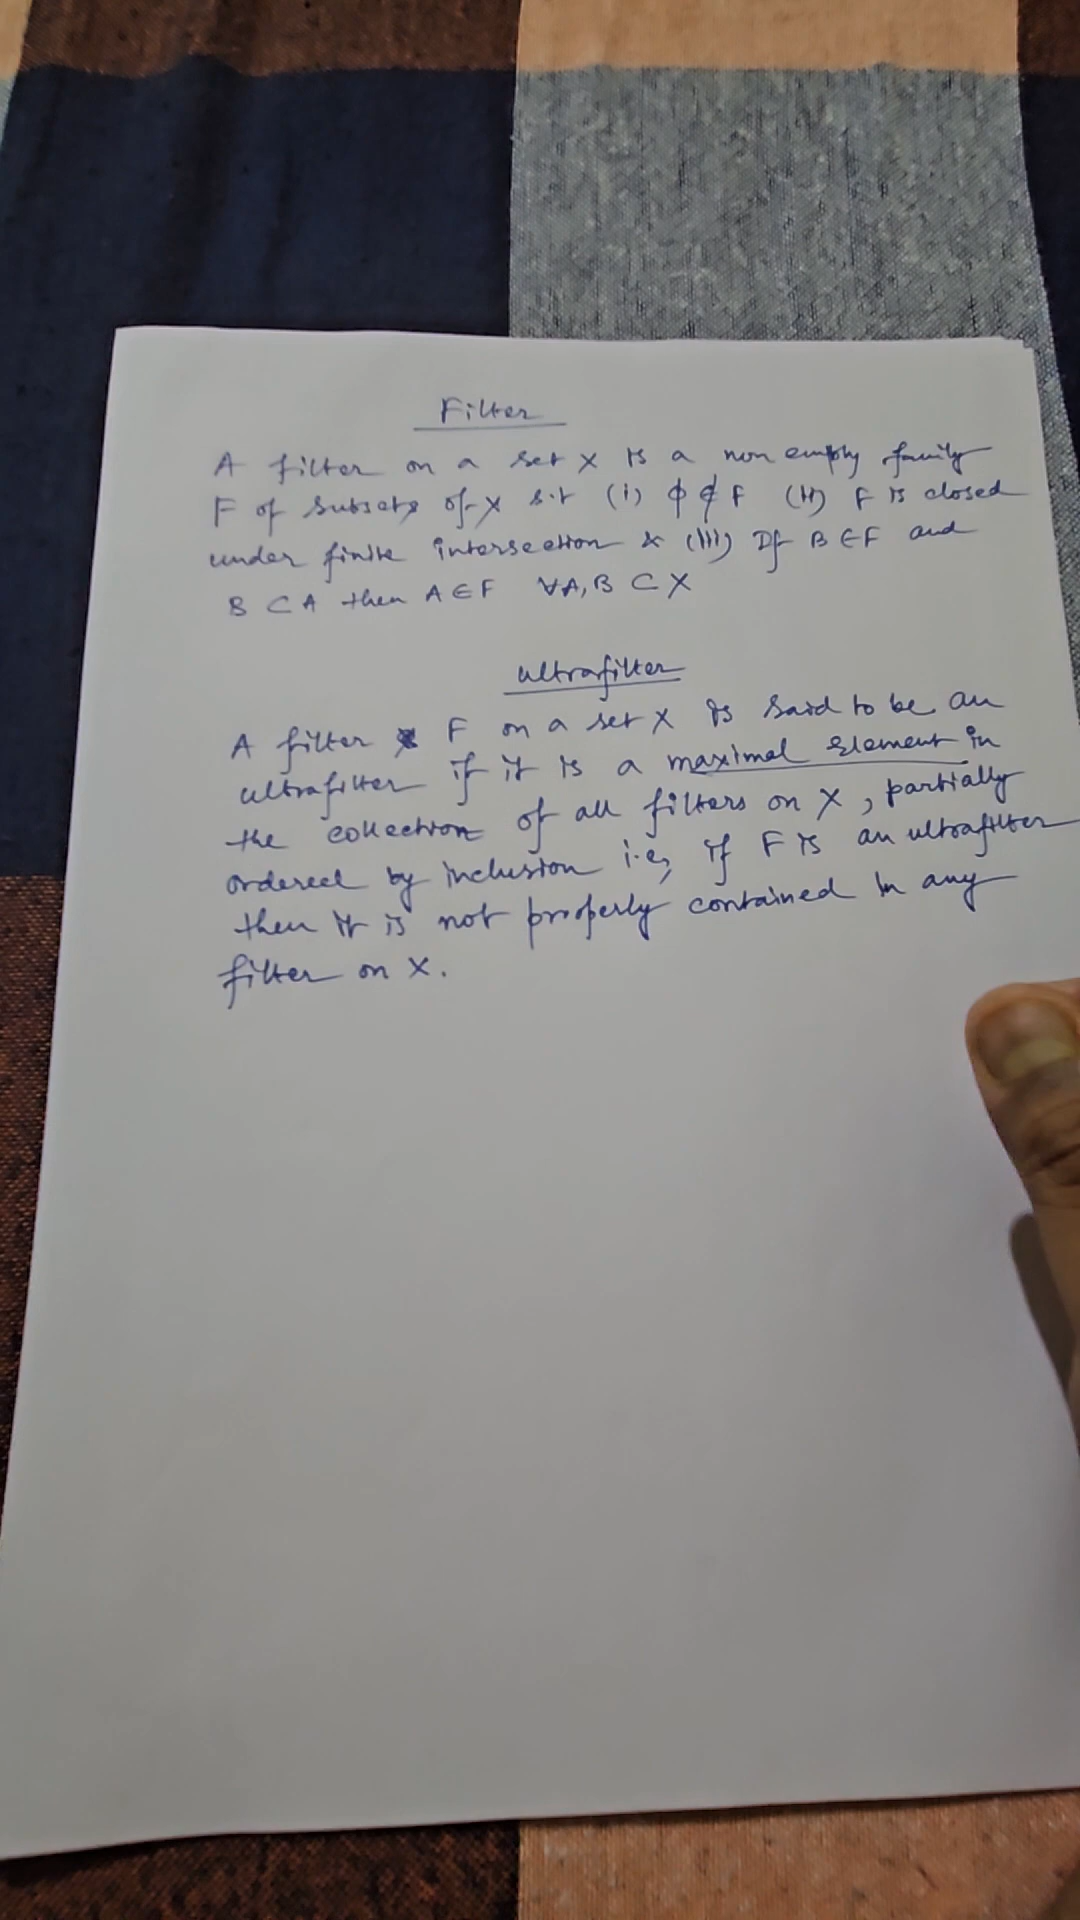 Filter
A filter on a set X is a non empty family
F of subsets of X s.t (i) ϕ ∉ F (ii) F is closed
under finite intersection & (iii) If B ∈ F and
B ⊂ A then A ∈ F ∀A, B ⊂ X
Ultrafilter
A filter F on a set X is said to be an
ultrafilter if it is a maximal element in
the collection of all filters on X, partially
ordered by inclusion i.e, if F is an ultrafilter
then it is not properly contained in any
filter on X.